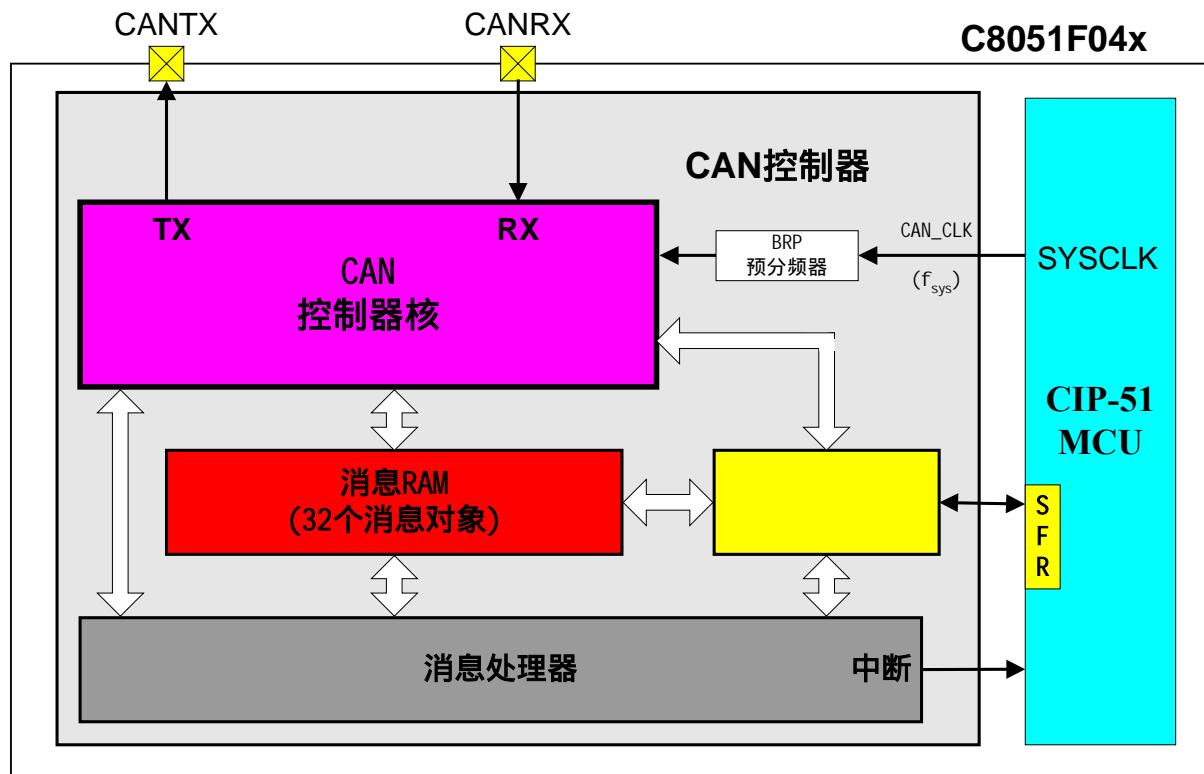 CANTX
CANRX
C8051F04x
CAN控制器
TX
RX
CAN
控制器核
BRP
预分频器
CAN_CLK
(fsys)
SYSCLK
CIP-51
MCU
消息RAM
(32个消息对象)
S
F
R
消息处理器
中断